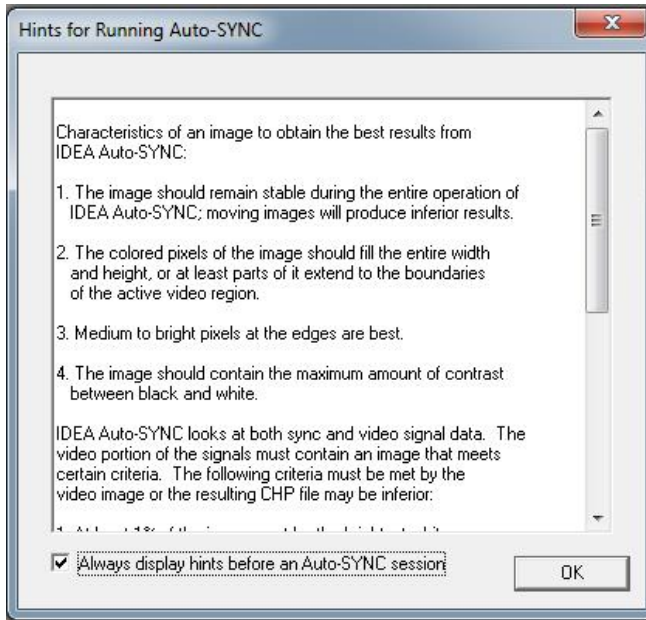 Hints for Running Auto-SYNC
Characteristics of an image to obtain the best results from
IDEA Auto-SYNC:
1. The image should remain stable during the entire operation of
IDEA Auto-SYNC; moving images will produce inferior results.
2. The colored pixels of the image should fill the entire width
and height, or at least parts of it extend to the boundaries
of the active video region.
3. Medium to bright pixels at the edges are best.
4. The image should contain the maximum amount of contrast
between black and white.
IDEA Auto-SYNC looks at both sync and video signal data.  The
video portion of the signals must contain an image that meets
certain criteria.  The following criteria must be met by the
video image or the resulting CHP file may be inferior:
Always display hints before an Auto-SYNC session
OK